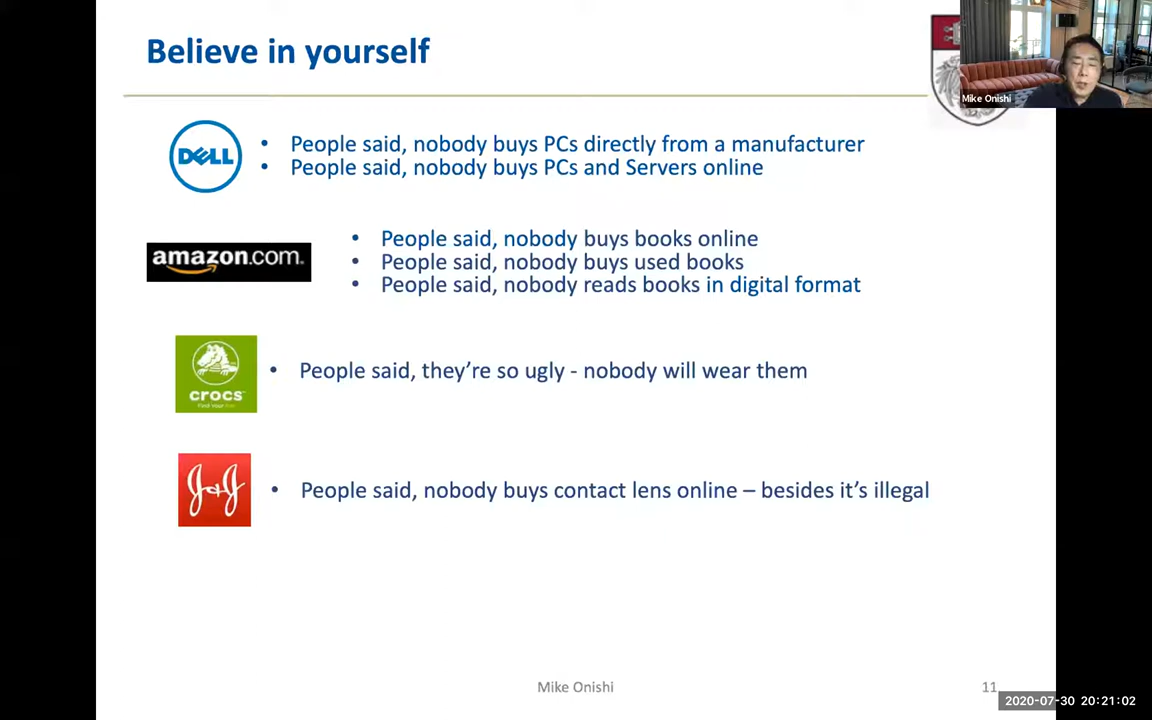 Believe in yourself
Mike Onishi
DELL
• People said, nobody buys PCs directly from a manufacturer
• People said, nobody buys PCs and Servers online
amazon.com
• People said, nobody buys books online
• People said, nobody buys used books
• People said, nobody reads books in digital format
crocs
• People said, they’re so ugly - nobody will wear them
J&J
• People said, nobody buys contact lens online – besides it’s illegal
Mike Onishi
11
2020-07-30 20:21:02